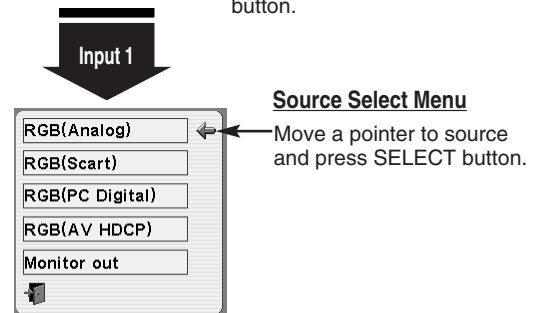 button.
Input 1
Source Select Menu
Move a pointer to source
and press SELECT button.
RGB(Analog)
RGB(Scart)
RGB(PC Digital)
RGB(AV HDCP)
Monitor out